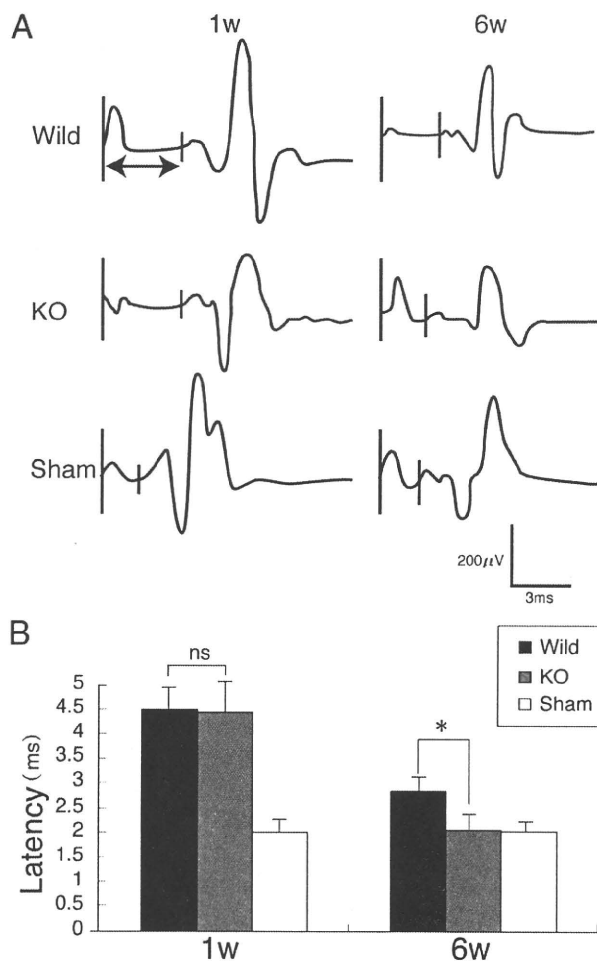 A
1w 6w
Wild
KO
Sham
200μV
3ms
B
Wild
KO
Sham
ns
*
Latency (ms)
5
4.5
4
3.5
3
2.5
2
1.5
1
0.5
0
1w 6w